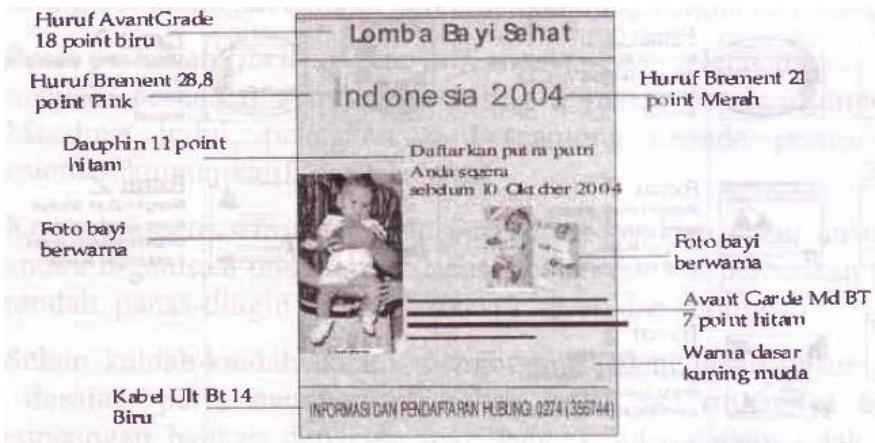 Huruf AvantGrade
18 point biru
Huruf Brement 28,8
point Pink
Dauphin 11 point
hitam
Foto bayi
berwarna
Kabel Ult Bt 14
Biru
Lomba Bayi Sehat
Indonesia 2004
Daftarkan putra putri
Anda segera
sebelum 10 Oktober 2004
INFORMASI DAN PENDAFTARAN HUBUNGI 0274 (356744)
Huruf Brement 21
point Merah
Foto bayi
berwarna
Avant Garde Md BT
7 point hitam
Warna dasar
kuning muda